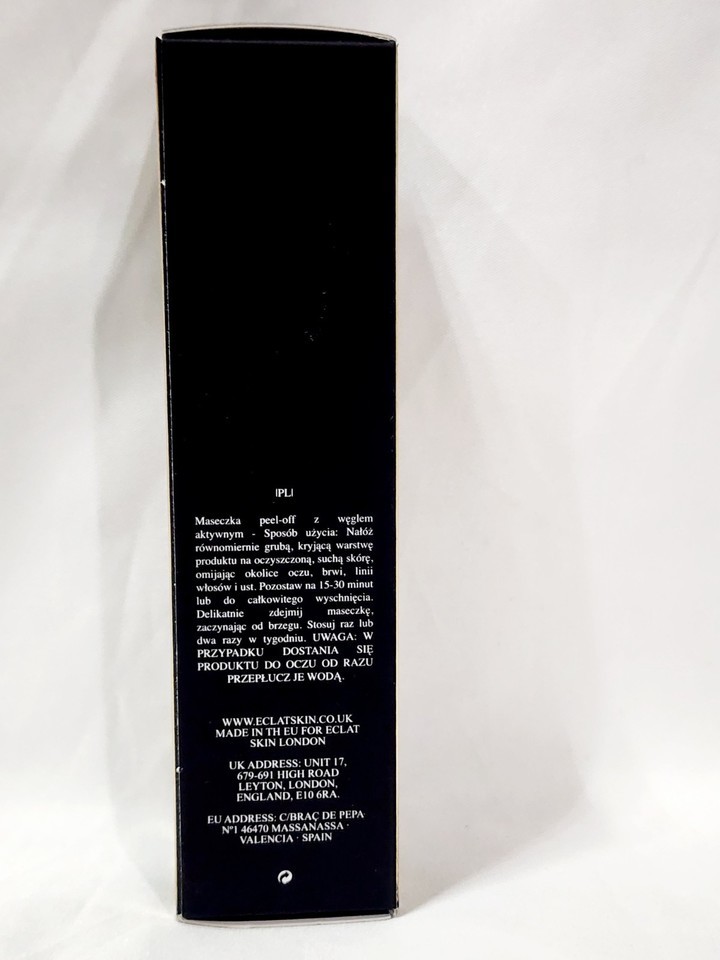 |PL|
Maseczka peel-off z węglem
aktywnym - Sposób użycia: Nałóż
równomiernie grubą, kryjącą warstwę
produktu na oczyszczoną, suchą skórę,
omijając okolice oczu, brwi, linii
włosów i ust. Pozostaw na 15-30 minut
lub do całkowitego wyschnięcia.
Delikatnie zdejmij maseczkę,
zaczynając od brzegu. Stosuj raz lub
dwa razy w tygodniu. UWAGA: W
PRZYPADKU DOSTANIA SIĘ
PRODUKTU DO OCZU OD RAZU
PRZEPŁUCZ JE WODĄ.
WWW.ECLATSKIN.CO.UK
MADE IN TH EU FOR ECLAT
SKIN LONDON
UK ADDRESS: UNIT 17,
679-691 HIGH ROAD
LEYTON, LONDON,
ENGLAND, E10 6RA.
EU ADDRESS: C/BRAÇ DE PEPA
Nº1 46470 MASSANASSA ·
VALENCIA · SPAIN